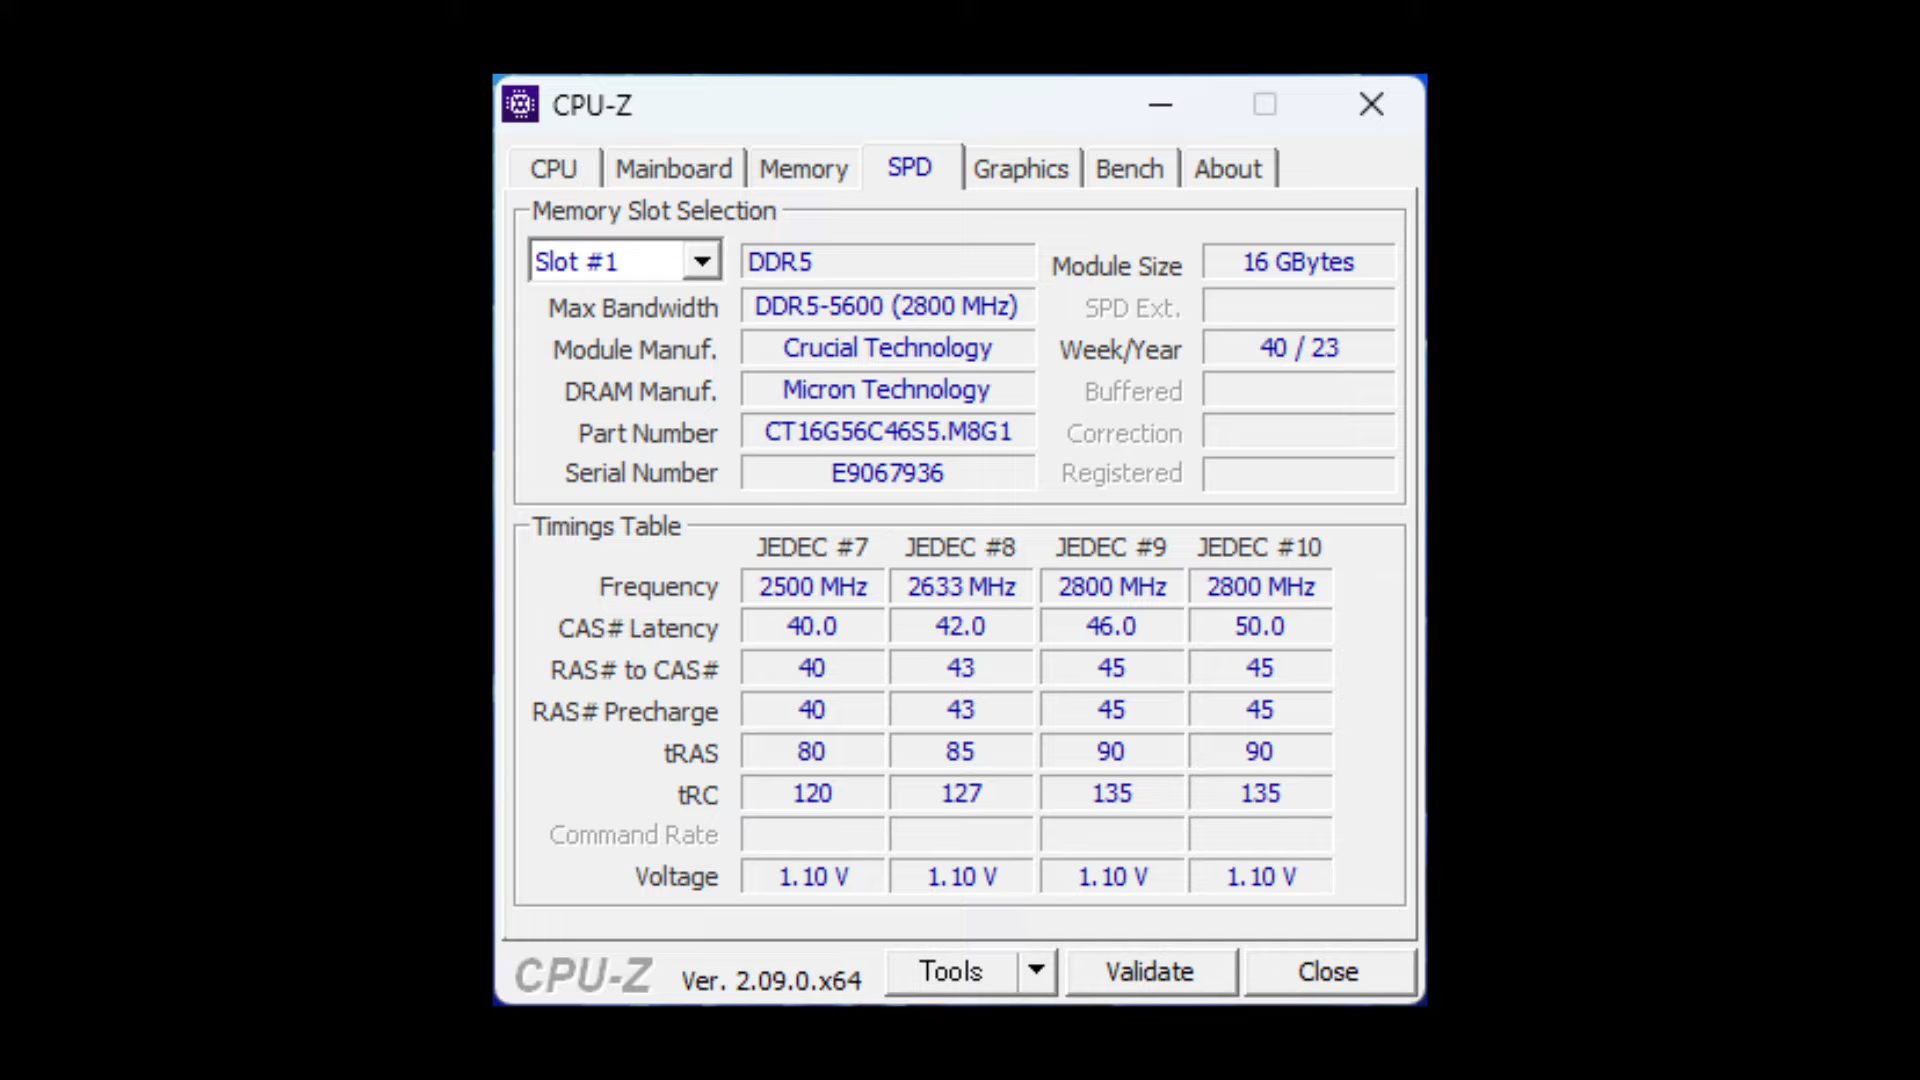 CPU-Z
CPU Mainboard Memory SPD Graphics Bench About
Memory Slot Selection
Slot #1 DDR5 Module Size 16 GBytes
Max Bandwidth DDR5-5600 (2800 MHz) SPD Ext.
Module Manuf. Crucial Technology Week/Year 40 / 23
DRAM Manuf. Micron Technology Buffered
Part Number CT16G56C46S5.M8G1 Correction
Serial Number E9067936 Registered
Timings Table
JEDEC #7 JEDEC #8 JEDEC #9 JEDEC #10
Frequency 2500 MHz 2633 MHz 2800 MHz 2800 MHz
CAS# Latency 40.0 42.0 46.0 50.0
RAS# to CAS# 40 43 45 45
RAS# Precharge 40 43 45 45
tRAS 80 85 90 90
tRC 120 127 135 135
Command Rate
Voltage 1.10 V 1.10 V 1.10 V 1.10 V
CPU-Z Ver. 2.09.0.x64 Tools Validate Close